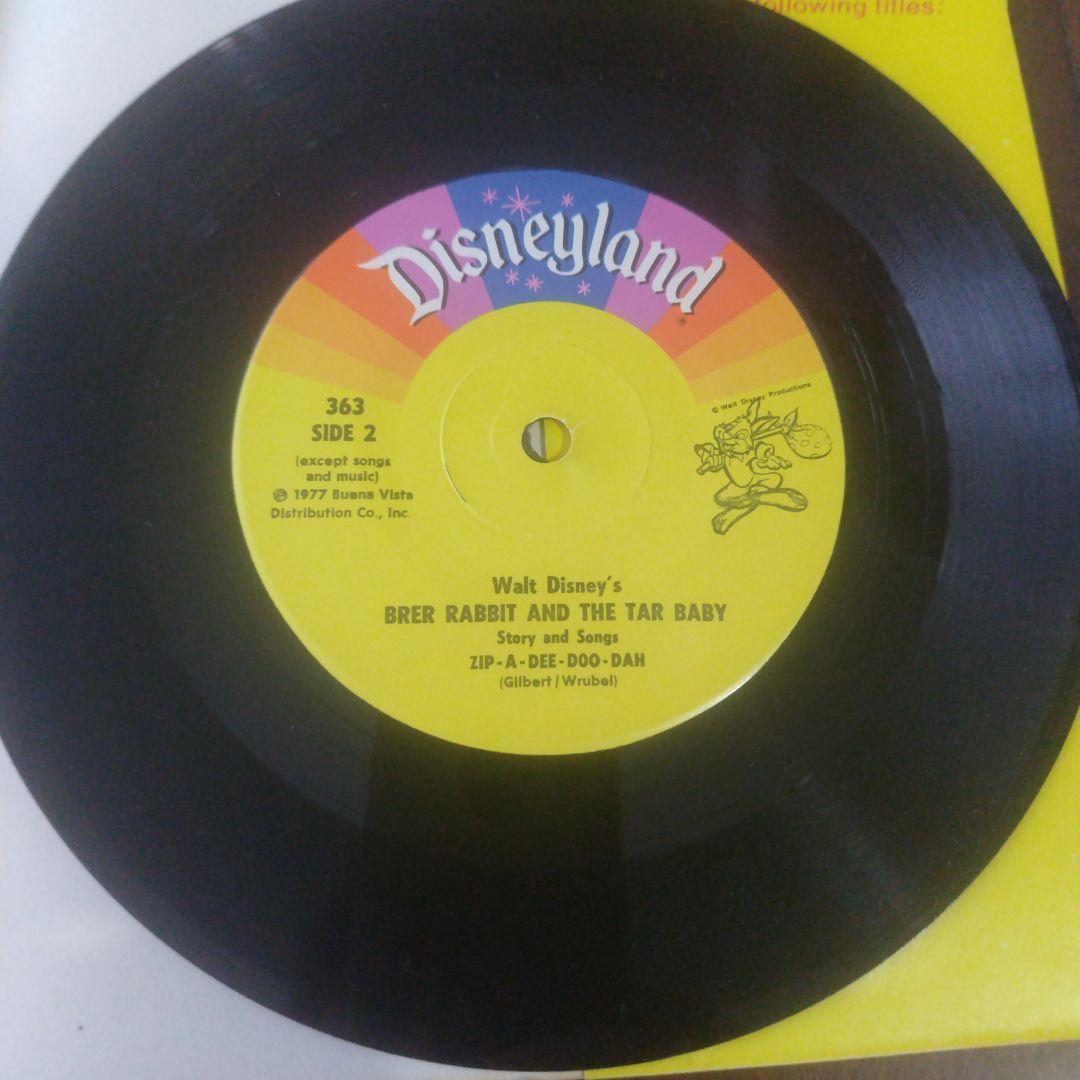 following titles:
Disneyland
®
363
SIDE 2
(except songs
and music)
℗ 1977 Buena Vista
Distribution Co., Inc.
© Walt Disney Productions
Walt Disney's
BRER RABBIT AND THE TAR BABY
Story and Songs
ZIP-A-DEE-DOO-DAH
(Gilbert/Wrubel)